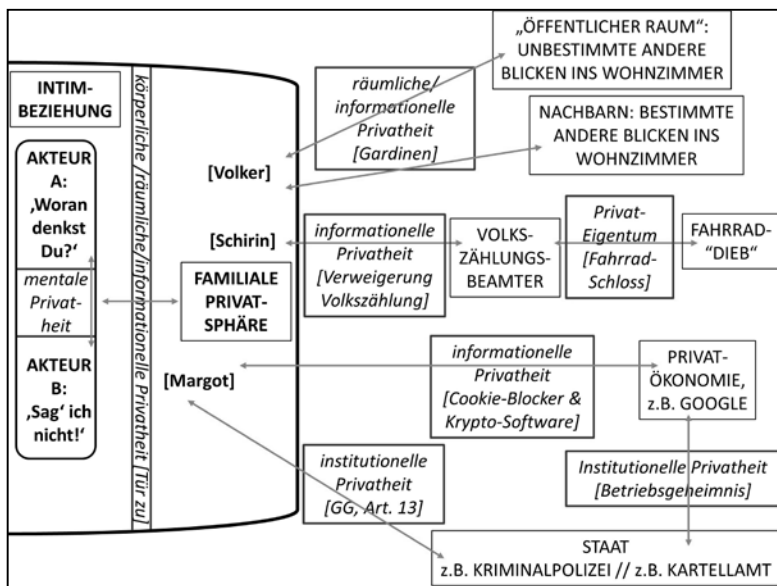 INTIM-
BEZIEHUNG
AKTEUR
A:
‚Woran
denkst
Du?‘
mentale
Privat-
heit
AKTEUR
B:
‚Sag‘ ich
nicht!‘
körperliche /räumliche/informationelle Privatheit [Tür zu]
[Volker]
[Schirin]
FAMILIALE
PRIVAT-
SPHÄRE
[Margot]
räumliche/
informationelle
Privatheit
[Gardinen]
„ÖFFENTLICHER RAUM“:
UNBESTIMMTE ANDERE
BLICKEN INS WOHNZIMMER
NACHBARN: BESTIMMTE
ANDERE BLICKEN INS
WOHNZIMMER
informationelle
Privatheit
[Verweigerung
Volkszählung]
VOLKS-
ZÄHLUNGS-
BEAMTER
Privat-
Eigentum
[Fahrrad-
Schloss]
FAHRRAD-
“DIEB“
informationelle
Privatheit
[Cookie-Blocker &
Krypto-Software]
PRIVAT-
ÖKONOMIE,
z.B. GOOGLE
institutionelle
Privatheit
[GG, Art. 13]
Institutionelle Privatheit
[Betriebsgeheimnis]
STAAT
z.B. KRIMINALPOLIZEI // z.B. KARTELLAMT